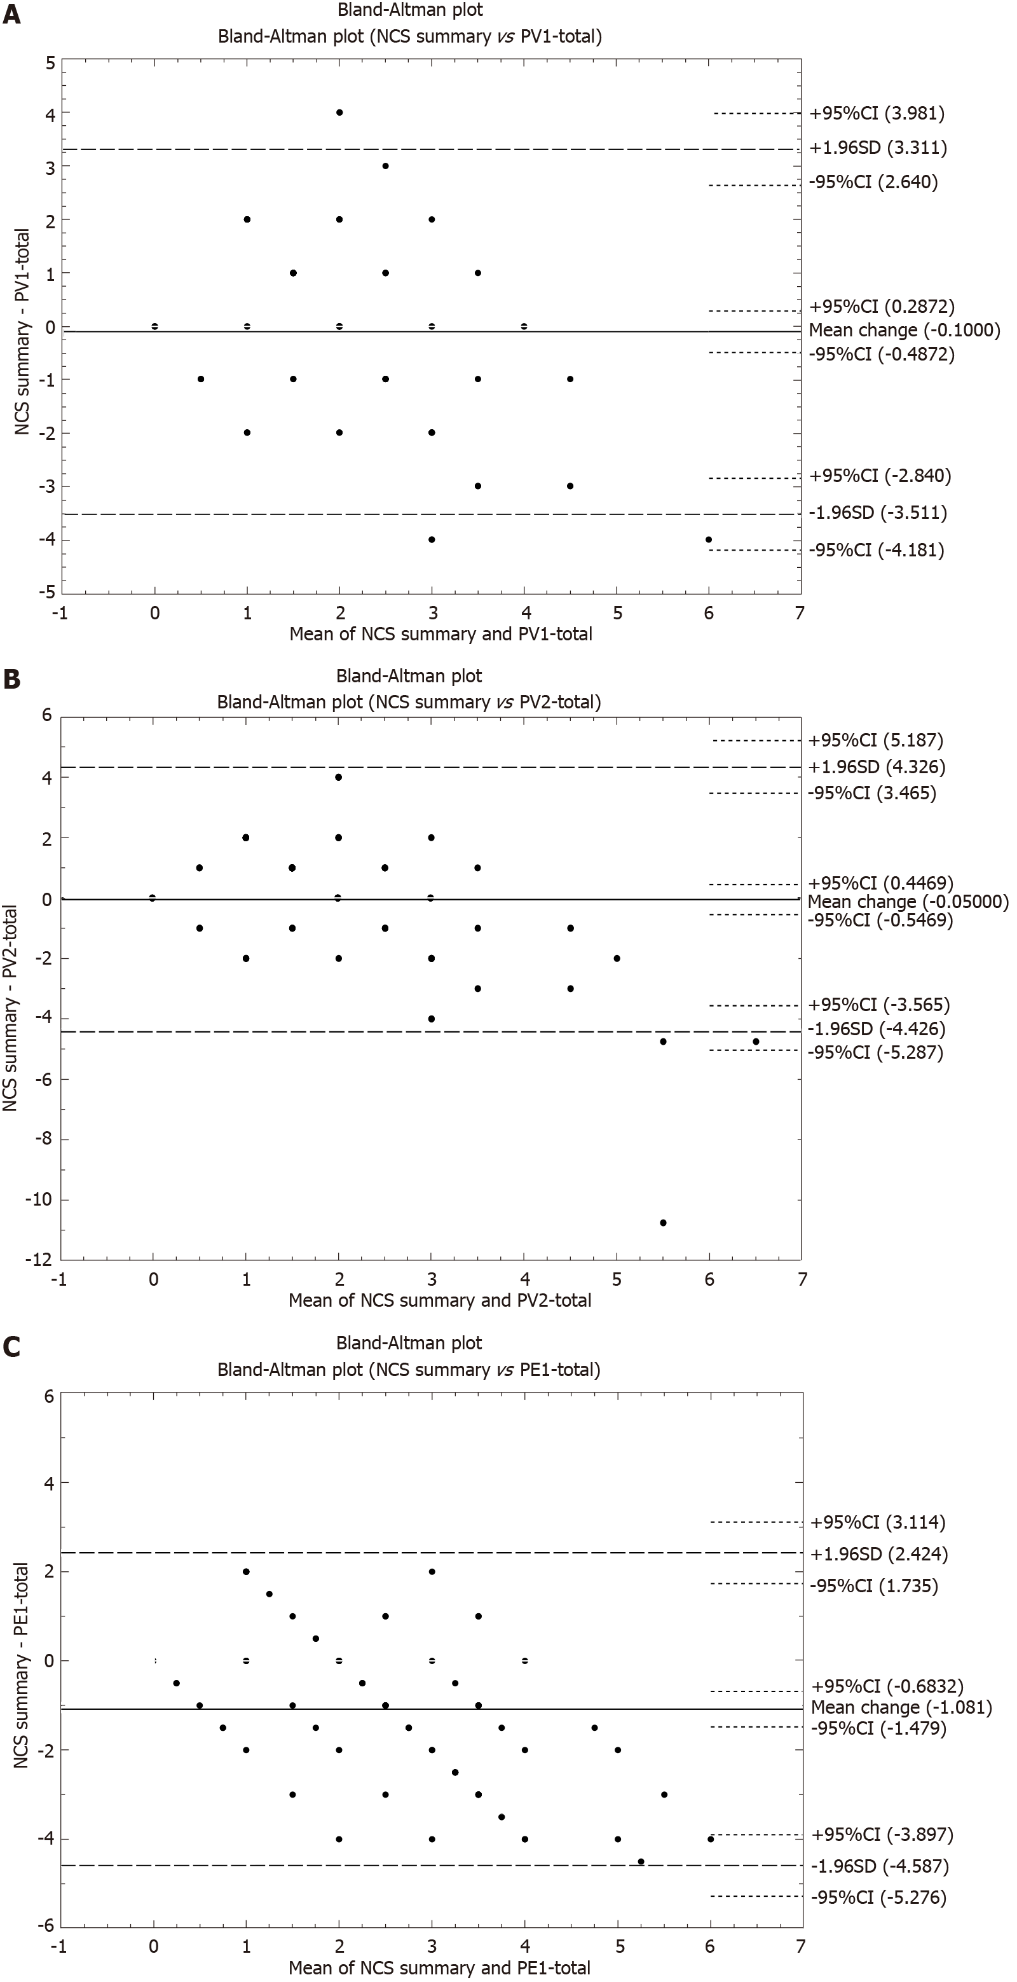 A
Bland-Altman plot
Bland-Altman plot (NCS summary vs PV1-total)
5
4
3
2
1
0
-1
-2
-3
-4
-5
NCS summary - PV1-total
+95%CI (3.981)
+1.96SD (3.311)
-95%CI (2.640)
+95%CI (0.2872)
Mean change (-0.1000)
-95%CI (-0.4872)
+95%CI (-2.840)
-1.96SD (-3.511)
-95%CI (-4.181)
-1 0 1 2 3 4 5 6 7
Mean of NCS summary and PV1-total
B
Bland-Altman plot
Bland-Altman plot (NCS summary vs PV2-total)
6
4
2
0
-2
-4
-6
-8
-10
-12
NCS summary - PV2-total
+95%CI (5.187)
+1.96SD (4.326)
-95%CI (3.465)
+95%CI (0.4469)
Mean change (-0.05000)
-95%CI (-0.5469)
+95%CI (-3.565)
-1.96SD (-4.426)
-95%CI (-5.287)
-1 0 1 2 3 4 5 6 7
Mean of NCS summary and PV2-total
C
Bland-Altman plot
Bland-Altman plot (NCS summary vs PE1-total)
6
4
2
0
-2
-4
-6
NCS summary - PE1-total
+95%CI (3.114)
+1.96SD (2.424)
-95%CI (1.735)
+95%CI (-0.6832)
Mean change (-1.081)
-95%CI (-1.479)
+95%CI (-3.897)
-1.96SD (-4.587)
-95%CI (-5.276)
-1 0 1 2 3 4 5 6 7
Mean of NCS summary and PE1-total